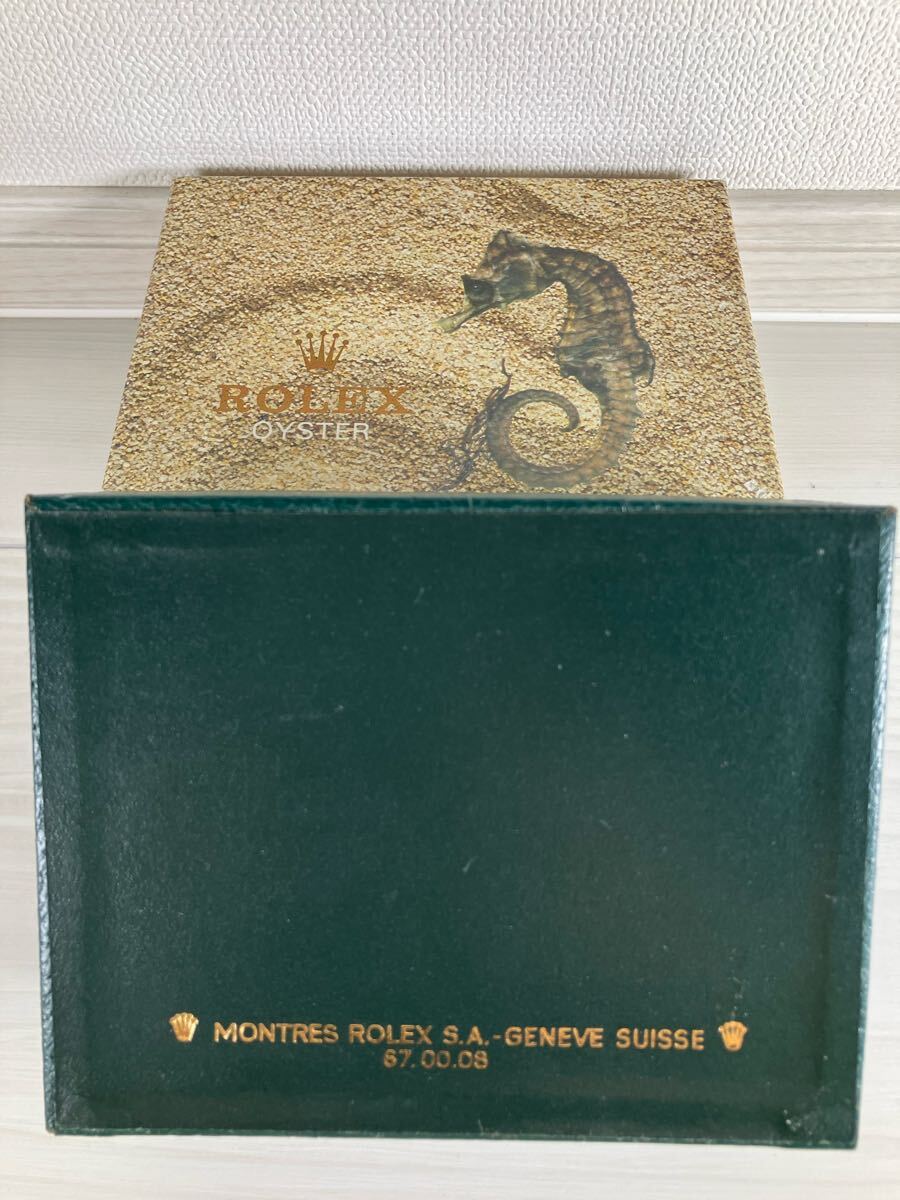 ROLEX
OYSTER
MONTRES ROLEX S.A.-GENEVE SUISSE
67.00.08